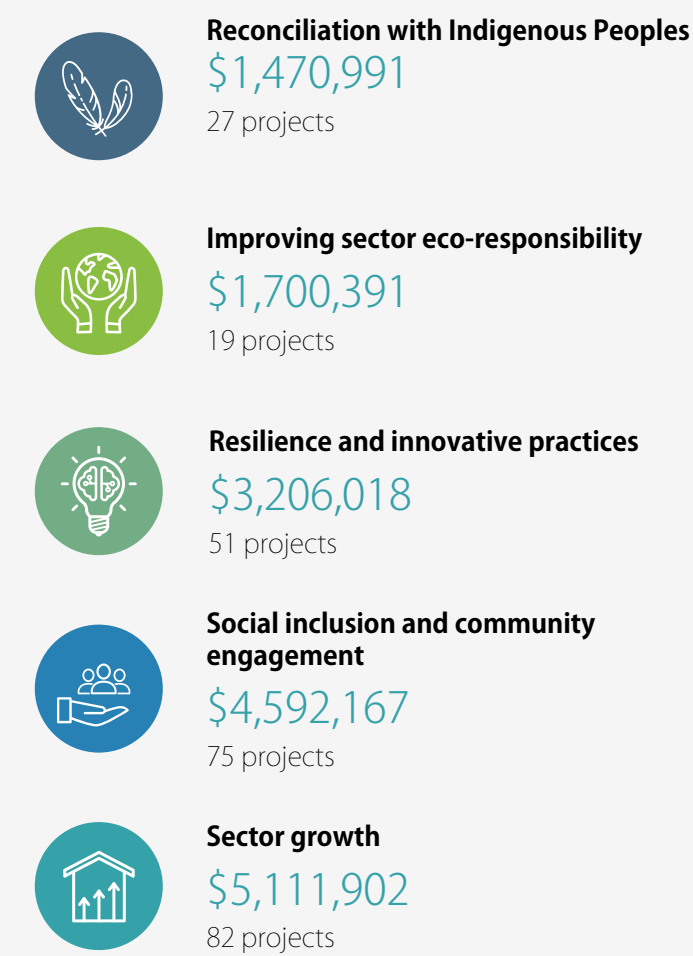 Reconciliation with Indigenous Peoples
$1,470,991
27 projects
Improving sector eco-responsibility
$1,700,391
19 projects
Resilience and innovative practices
$3,206,018
51 projects
Social inclusion and community
engagement
$4,592,167
75 projects
Sector growth
$5,111,902
82 projects